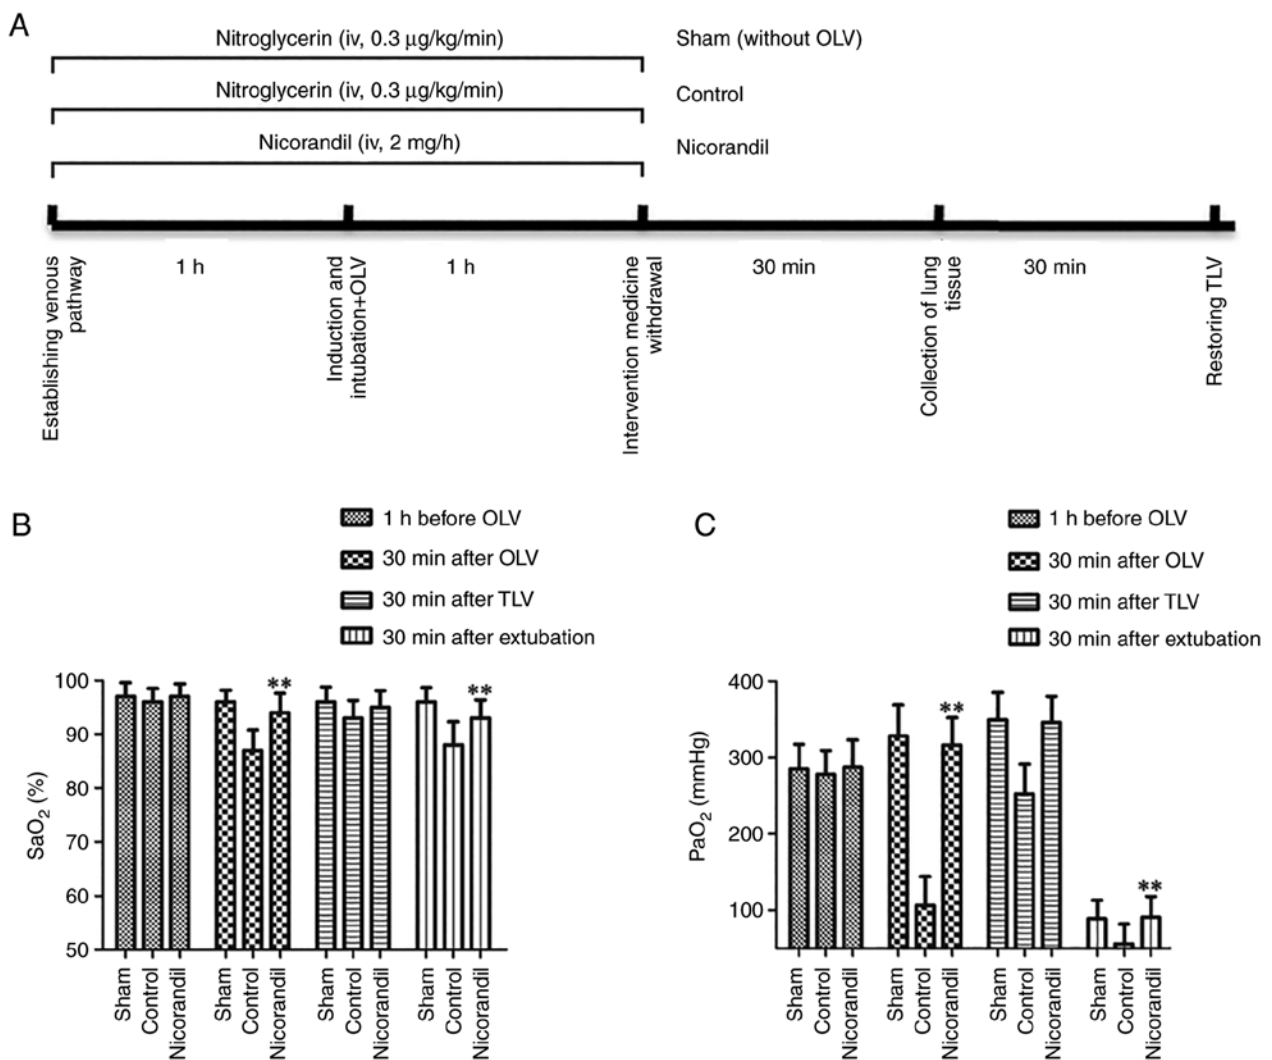 A
Nitroglycerin (iv, 0.3 µg/kg/min)
Sham (without OLV)
Nitroglycerin (iv, 0.3 µg/kg/min)
Control
Nicorandil (iv, 2 mg/h)
Nicorandil
1 h
1 h
30 min
30 min
Establishing venous
pathway
Induction and
intubation+OLV
Intervention medicine
withdrawal
Collection of lung
tissue
Restoring TLV
B
1 h before OLV
30 min after OLV
30 min after TLV
30 min after extubation
SaO₂ (%)
100
90
80
70
60
50
**
**
Sham
Control
Nicorandil
Sham
Control
Nicorandil
Sham
Control
Nicorandil
Sham
Control
Nicorandil
C
1 h before OLV
30 min after OLV
30 min after TLV
30 min after extubation
PaO₂ (mmHg)
400
300
200
100
**
**
Sham
Control
Nicorandil
Sham
Control
Nicorandil
Sham
Control
Nicorandil
Sham
Control
Nicorandil